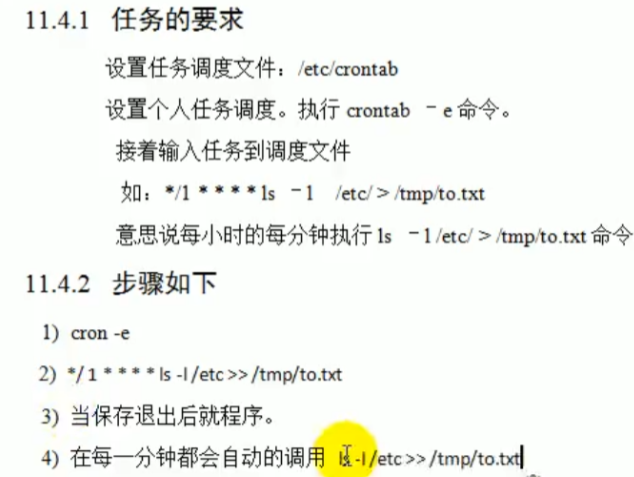 11.4.1 任务的要求
设置任务调度文件：/etc/crontab
设置个人任务调度。执行 crontab －e 命令。
接着输入任务到调度文件
如：*/1 * * * * ls －l /etc/ > /tmp/to.txt
意思说每小时的每分钟执行 ls －l /etc/ > /tmp/to.txt 命令
11.4.2 步骤如下
1) cron -e
2) */ 1 * * * * ls -l /etc >> /tmp/to.txt
3) 当保存退出后就程序。
4) 在每一分钟都会自动的调用 ls -l /etc >> /tmp/to.txt